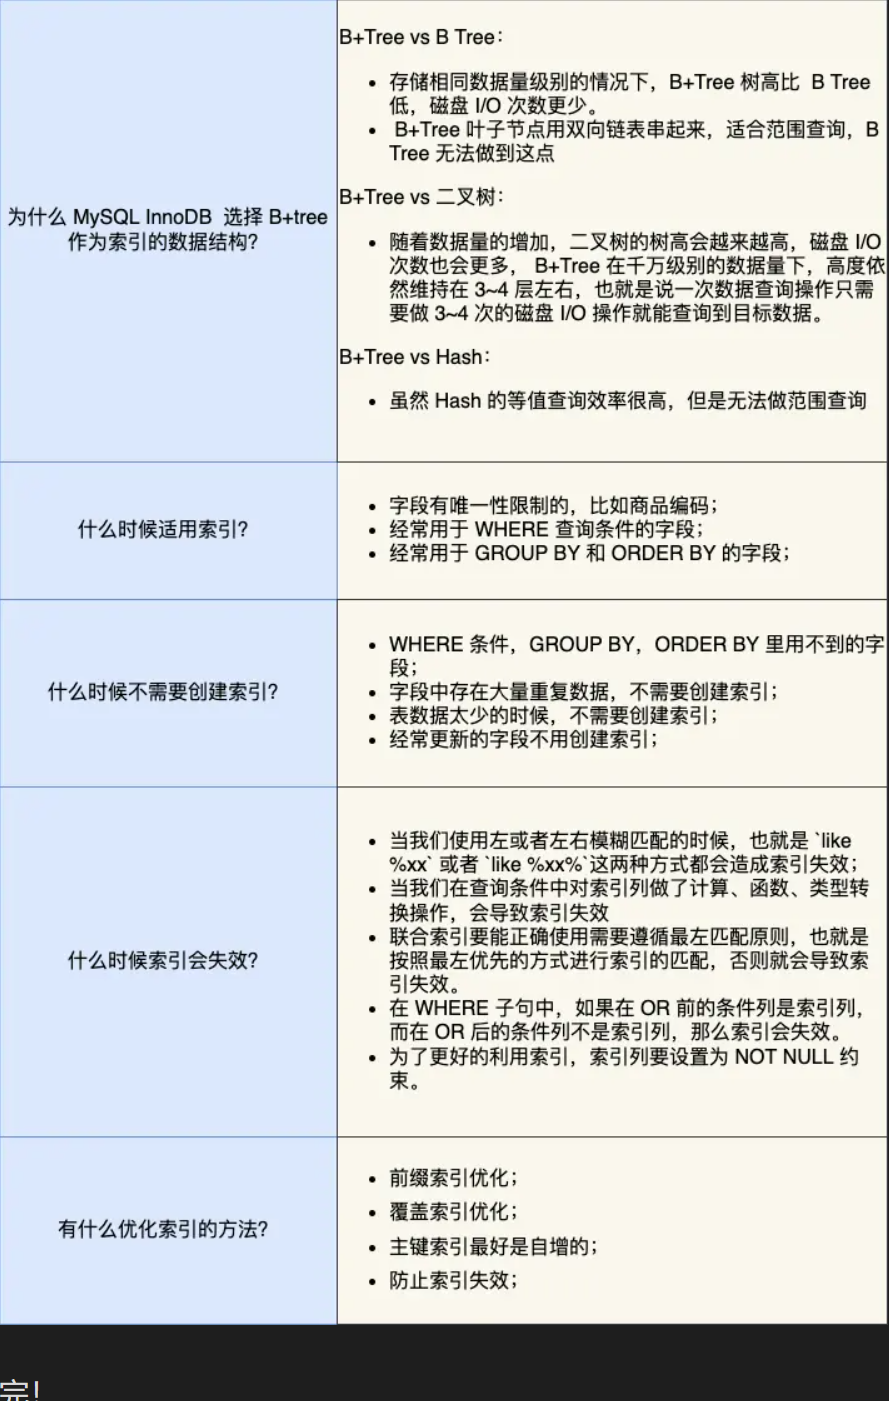 为什么 MySQL InnoDB 选择 B+tree
作为索引的数据结构?
B+Tree vs B Tree：
• 存储相同数据量级别的情况下，B+Tree 树高比 B Tree
低，磁盘 I/O 次数更少。
• B+Tree 叶子节点用双向链表串起来，适合范围查询，B
Tree 无法做到这点
B+Tree vs 二叉树：
• 随着数据量的增加，二叉树的树高会越来越高，磁盘 I/O
次数也会更多， B+Tree 在千万级别的数据量下，高度依
然维持在 3~4 层左右，也就是说一次数据查询操作只需
要做 3~4 次的磁盘 I/O 操作就能查询到目标数据。
B+Tree vs Hash：
• 虽然 Hash 的等值查询效率很高，但是无法做范围查询
什么时候适用索引?
• 字段有唯一性限制的，比如商品编码；
• 经常用于 WHERE 查询条件的字段；
• 经常用于 GROUP BY 和 ORDER BY 的字段；
什么时候不需要创建索引?
• WHERE 条件，GROUP BY，ORDER BY 里用不到的字
段；
• 字段中存在大量重复数据，不需要创建索引；
• 表数据太少的时候，不需要创建索引；
• 经常更新的字段不用创建索引；
什么时候索引会失效?
• 当我们使用左或者左右模糊匹配的时候，也就是 `like
%xx` 或者 `like %xx%`这两种方式都会造成索引失效；
• 当我们在查询条件中对索引列做了计算、函数、类型转
换操作，会导致索引失效
• 联合索引要能正确使用需要遵循最左匹配原则，也就是
按照最左优先的方式进行索引的匹配，否则就会导致索
引失效。
• 在 WHERE 子句中，如果在 OR 前的条件列是索引列，
而在 OR 后的条件列不是索引列，那么索引会失效。
• 为了更好的利用索引，索引列要设置为 NOT NULL 约
束。
有什么优化索引的方法?
• 前缀索引优化；
• 覆盖索引优化；
• 主键索引最好是自增的；
• 防止索引失效；
完!